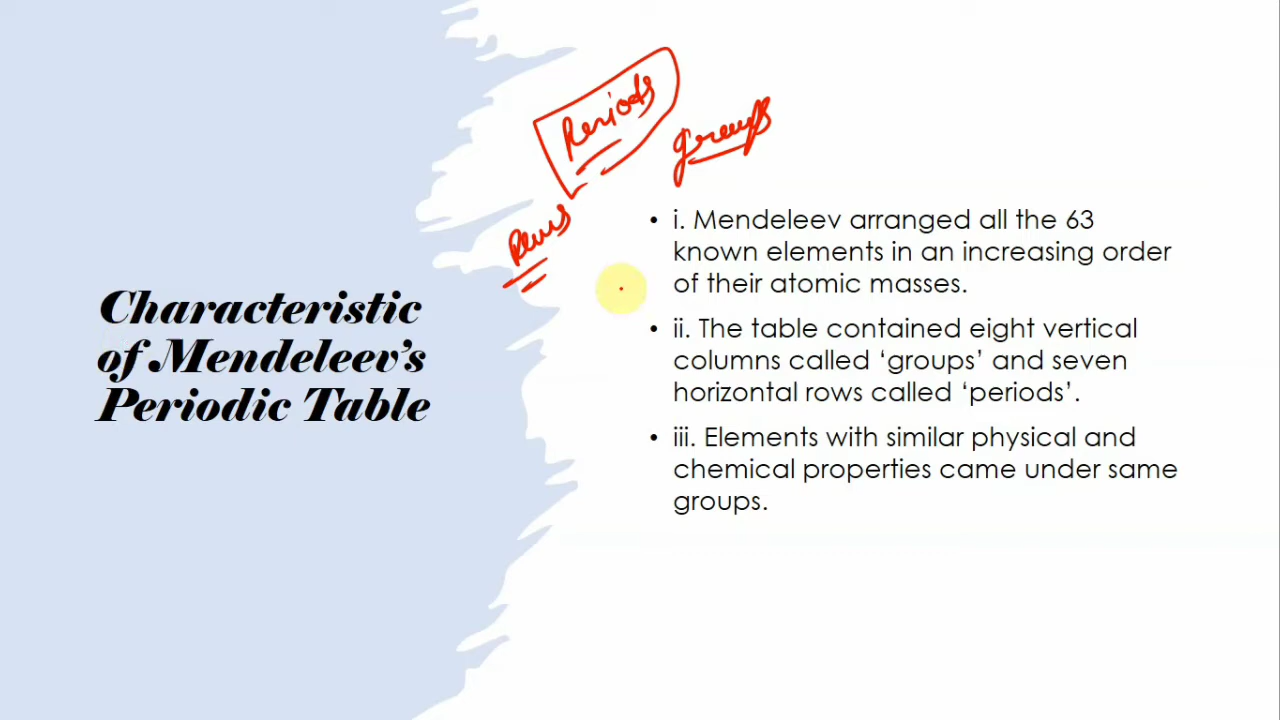 Periods
groups
Characteristic
of Mendeleev's
Periodic Table
• i. Mendeleev arranged all the 63
known elements in an increasing order
of their atomic masses.
• ii. The table contained eight vertical
columns called ‘groups’ and seven
horizontal rows called ‘periods’.
• iii. Elements with similar physical and
chemical properties came under same
groups.